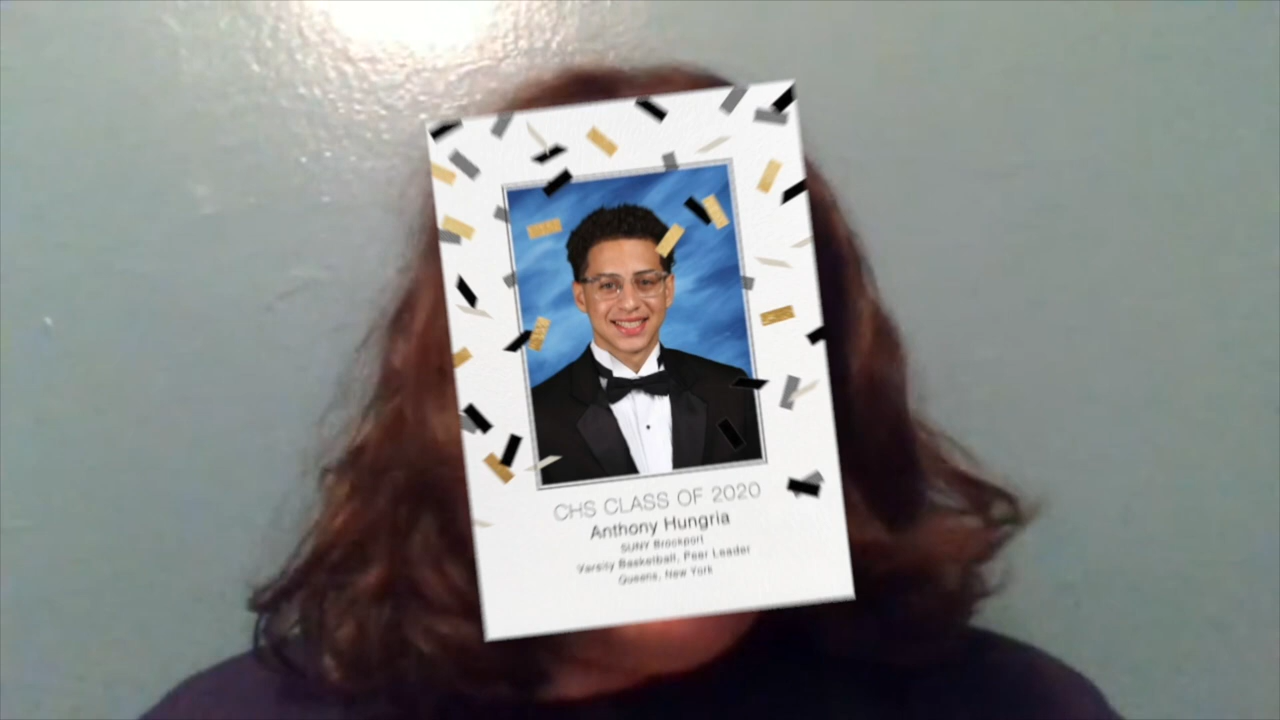 CHS CLASS OF 2020
Anthony Hungria
SUNY Brockport
Varsity Basketball, Peer Leader
Queens, New York